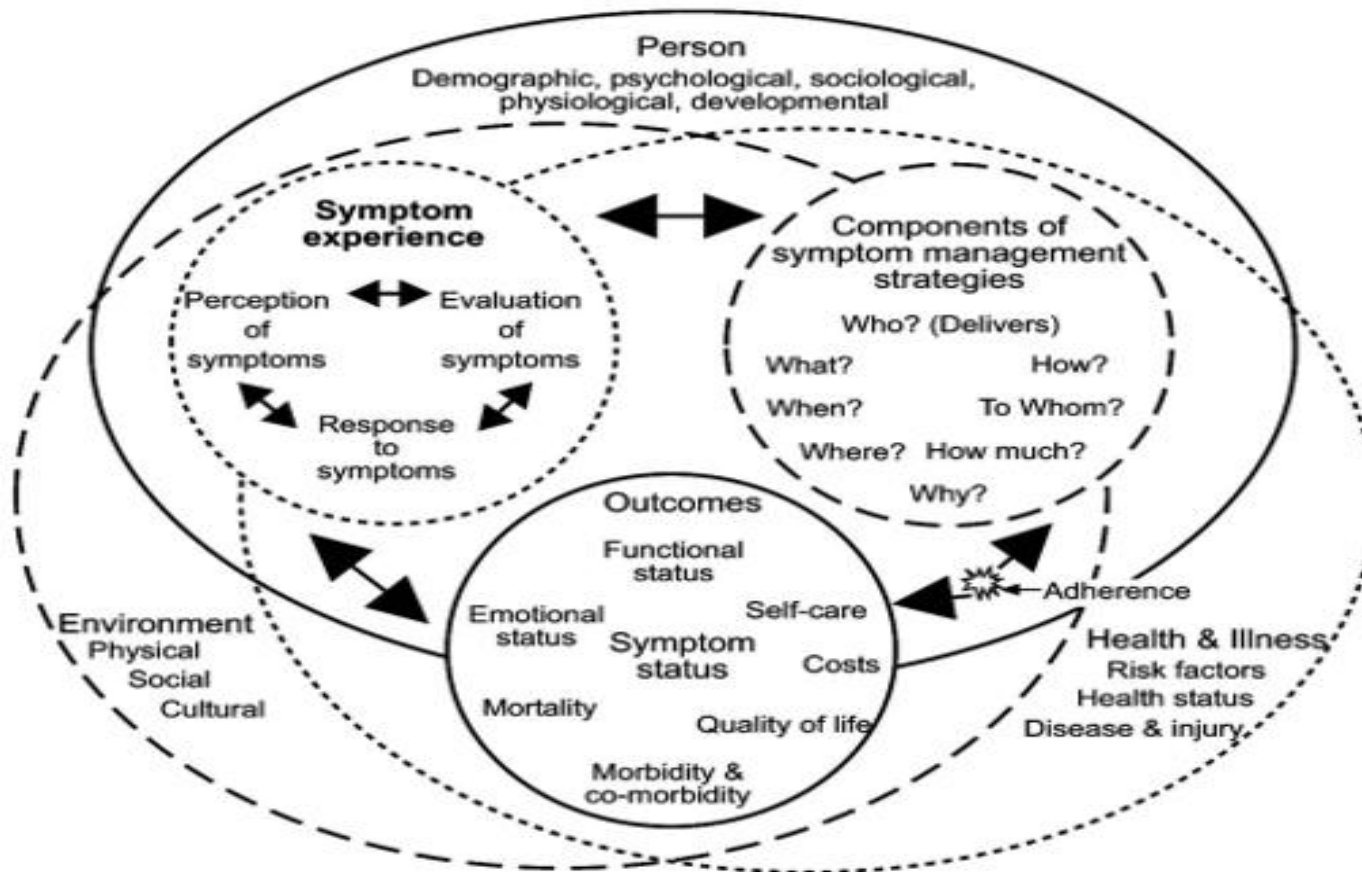 Person
Demographic, psychological, sociological,
physiological, developmental
Symptom
experience
Perception
of
symptoms
Evaluation
of
symptoms
Response
to
symptoms
Components of
symptom management
strategies
Who? (Delivers)
What?
How?
When?
To Whom?
Where?
How much?
Why?
Outcomes
Functional
status
Emotional
status
Self-care
Symptom
status
Costs
Mortality
Quality of life
Morbidity &
co-morbidity
Adherence
Environment
Physical
Social
Cultural
Health & Illness
Risk factors
Health status
Disease & injury